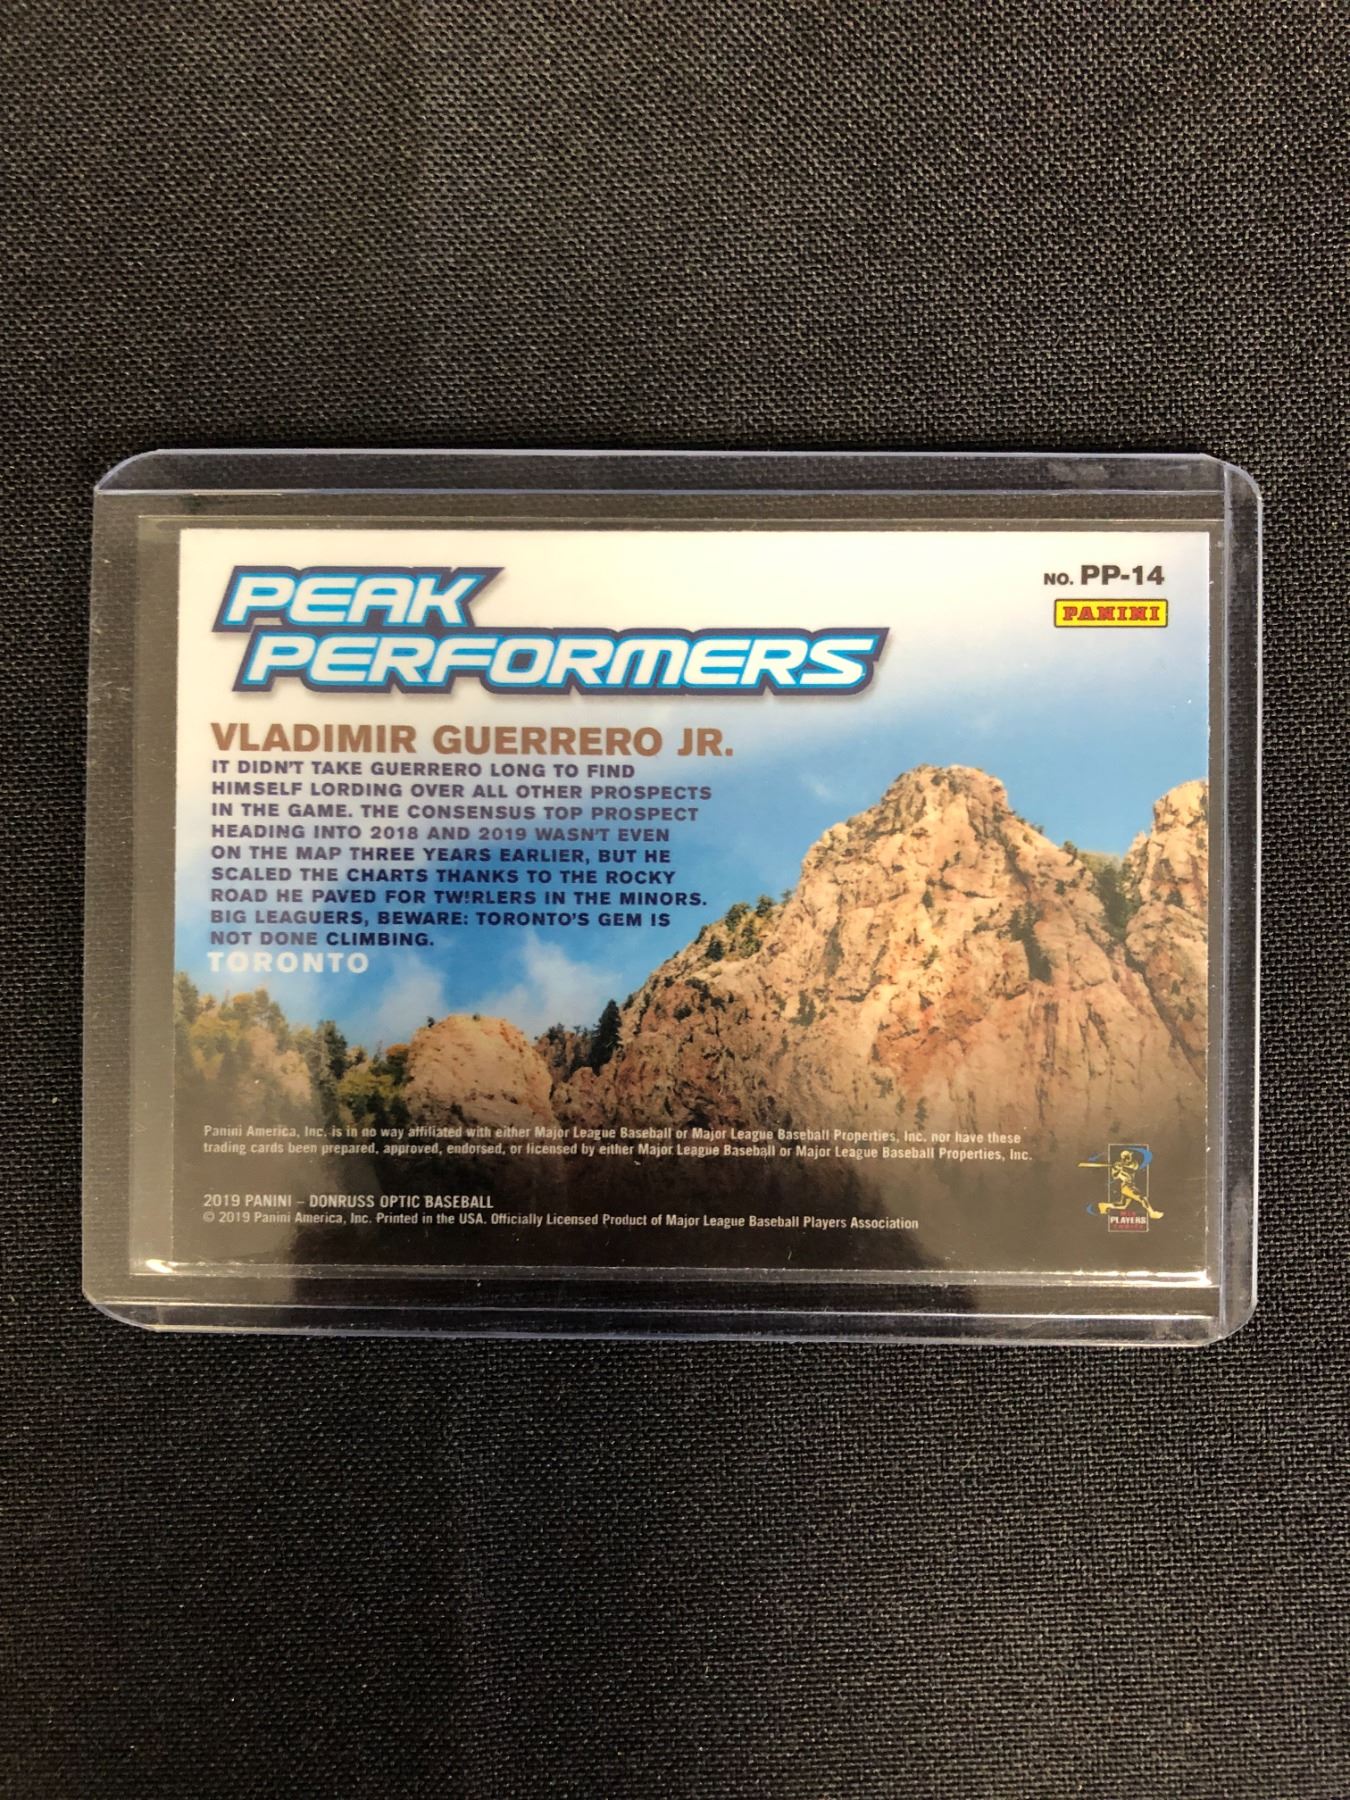 PEAK
PERFORMERS
NO. PP-14
PANINI
VLADIMIR GUERRERO JR.
IT DIDN'T TAKE GUERRERO LONG TO FIND
HIMSELF LORDING OVER ALL OTHER PROSPECTS
IN THE GAME. THE CONSENSUS TOP PROSPECT
HEADING INTO 2018 AND 2019 WASN'T EVEN
ON THE MAP THREE YEARS EARLIER, BUT HE
SCALED THE CHARTS THANKS TO THE ROCKY
ROAD HE PAVED FOR TWIRLERS IN THE MINORS.
BIG LEAGUERS, BEWARE: TORONTO'S GEM IS
NOT DONE CLIMBING.
TORONTO
Panini America, Inc. is in no way affiliated with either Major League Baseball or Major League Baseball Properties, Inc. nor have these
trading cards been prepared, approved, endorsed, or licensed by either Major League Baseball or Major League Baseball Properties, Inc.
2019 PANINI – DONRUSS OPTIC BASEBALL
© 2019 Panini America, Inc. Printed in the USA. Officially Licensed Product of Major League Baseball Players Association
MLB
PLAYERS
CHOICE